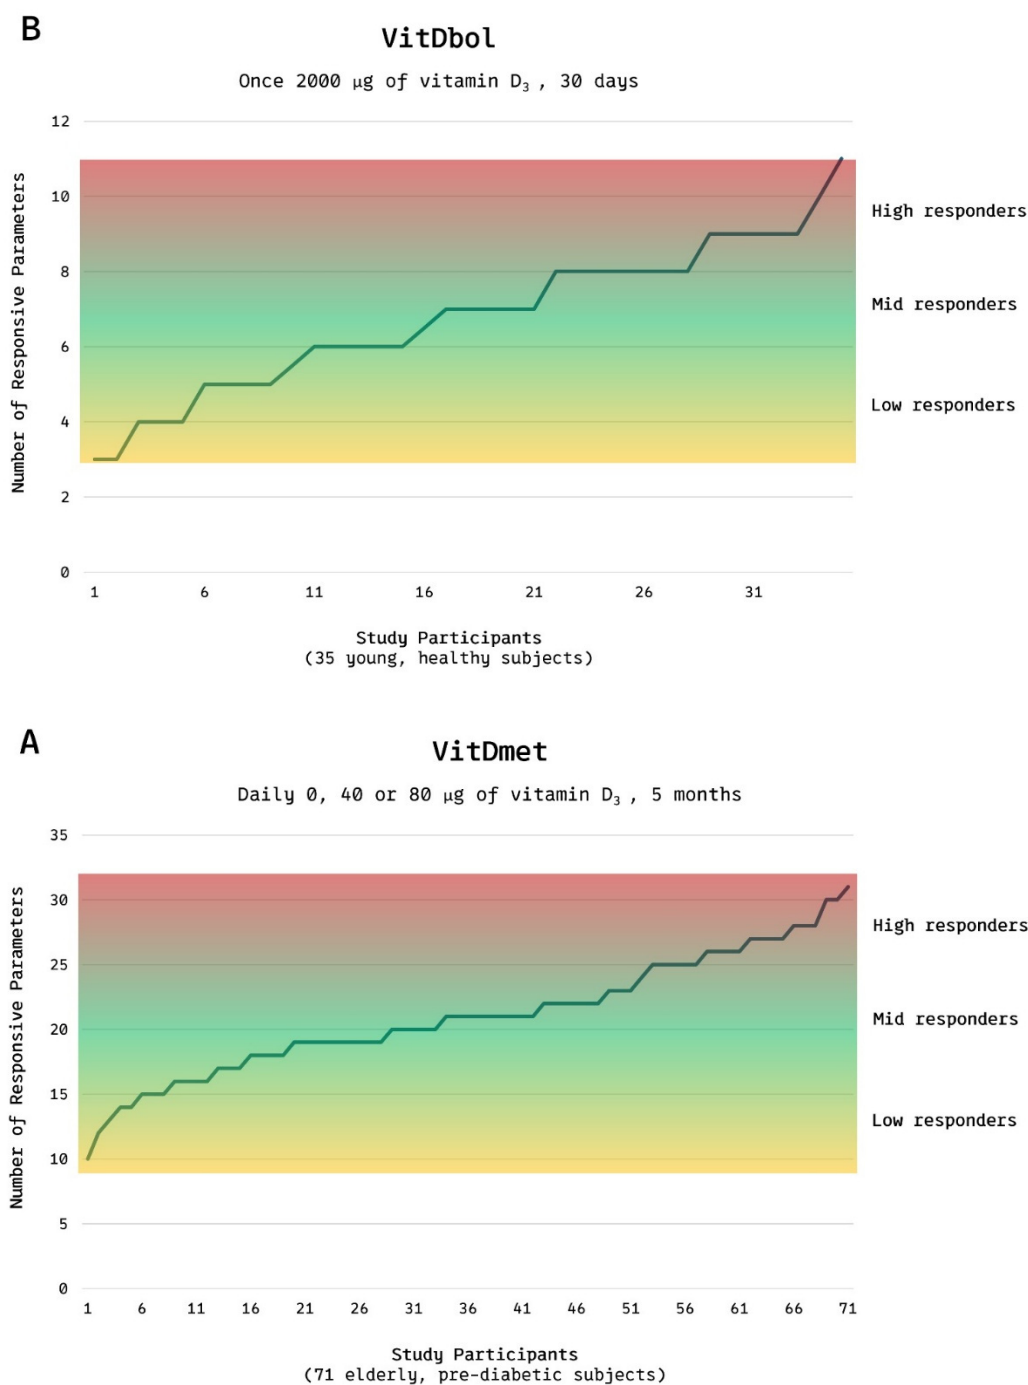 B
VitDbol
Once 2000 µg of vitamin D₃ , 30 days
Number of Responsive Parameters
12
10
8
6
4
2
0
High responders
Mid responders
Low responders
1 6 11 16 21 26 31
Study Participants
(35 young, healthy subjects)
A
VitDmet
Daily 0, 40 or 80 µg of vitamin D₃ , 5 months
Number of Responsive Parameters
35
30
25
20
15
10
5
0
High responders
Mid responders
Low responders
1 6 11 16 21 26 31 36 41 46 51 56 61 66 71
Study Participants
(71 elderly, pre-diabetic subjects)